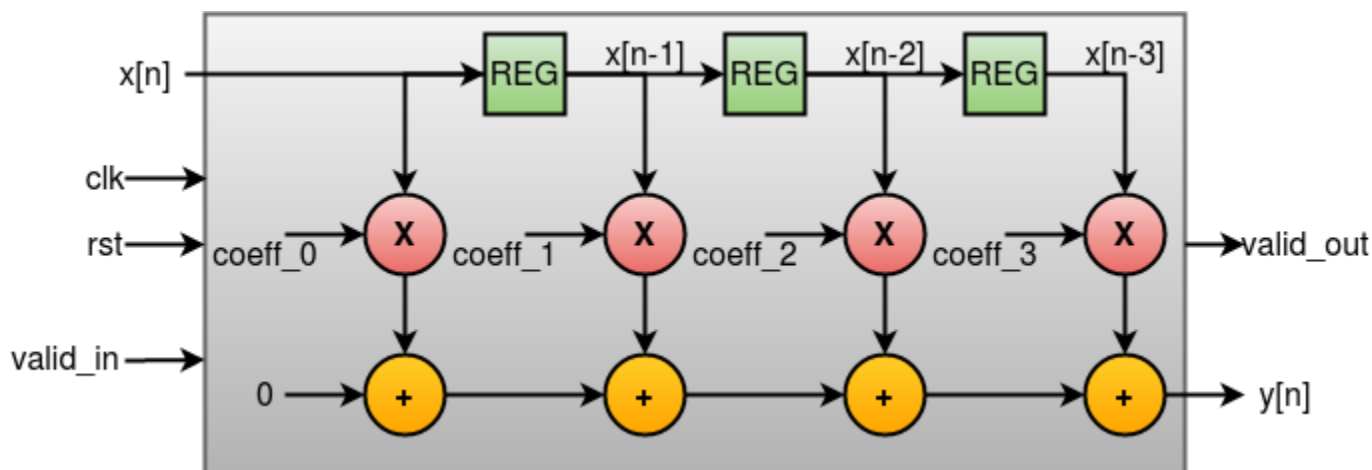 x[n]
REG
x[n-1]
REG
x[n-2]
REG
x[n-3]
clk
rst
coeff_0
X
coeff_1
X
coeff_2
X
coeff_3
X
valid_out
valid_in
0
+
+
+
+
y[n]